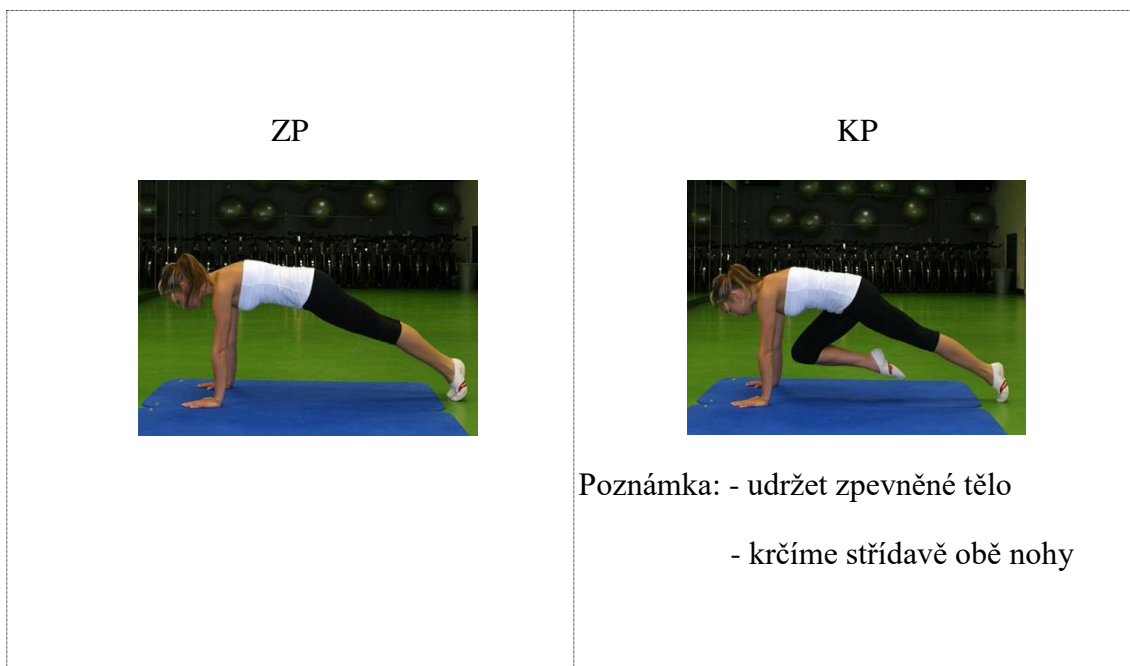 ZP
KP
Poznámka: - udržet zpevněné tělo
- krčíme střídavě obě nohy